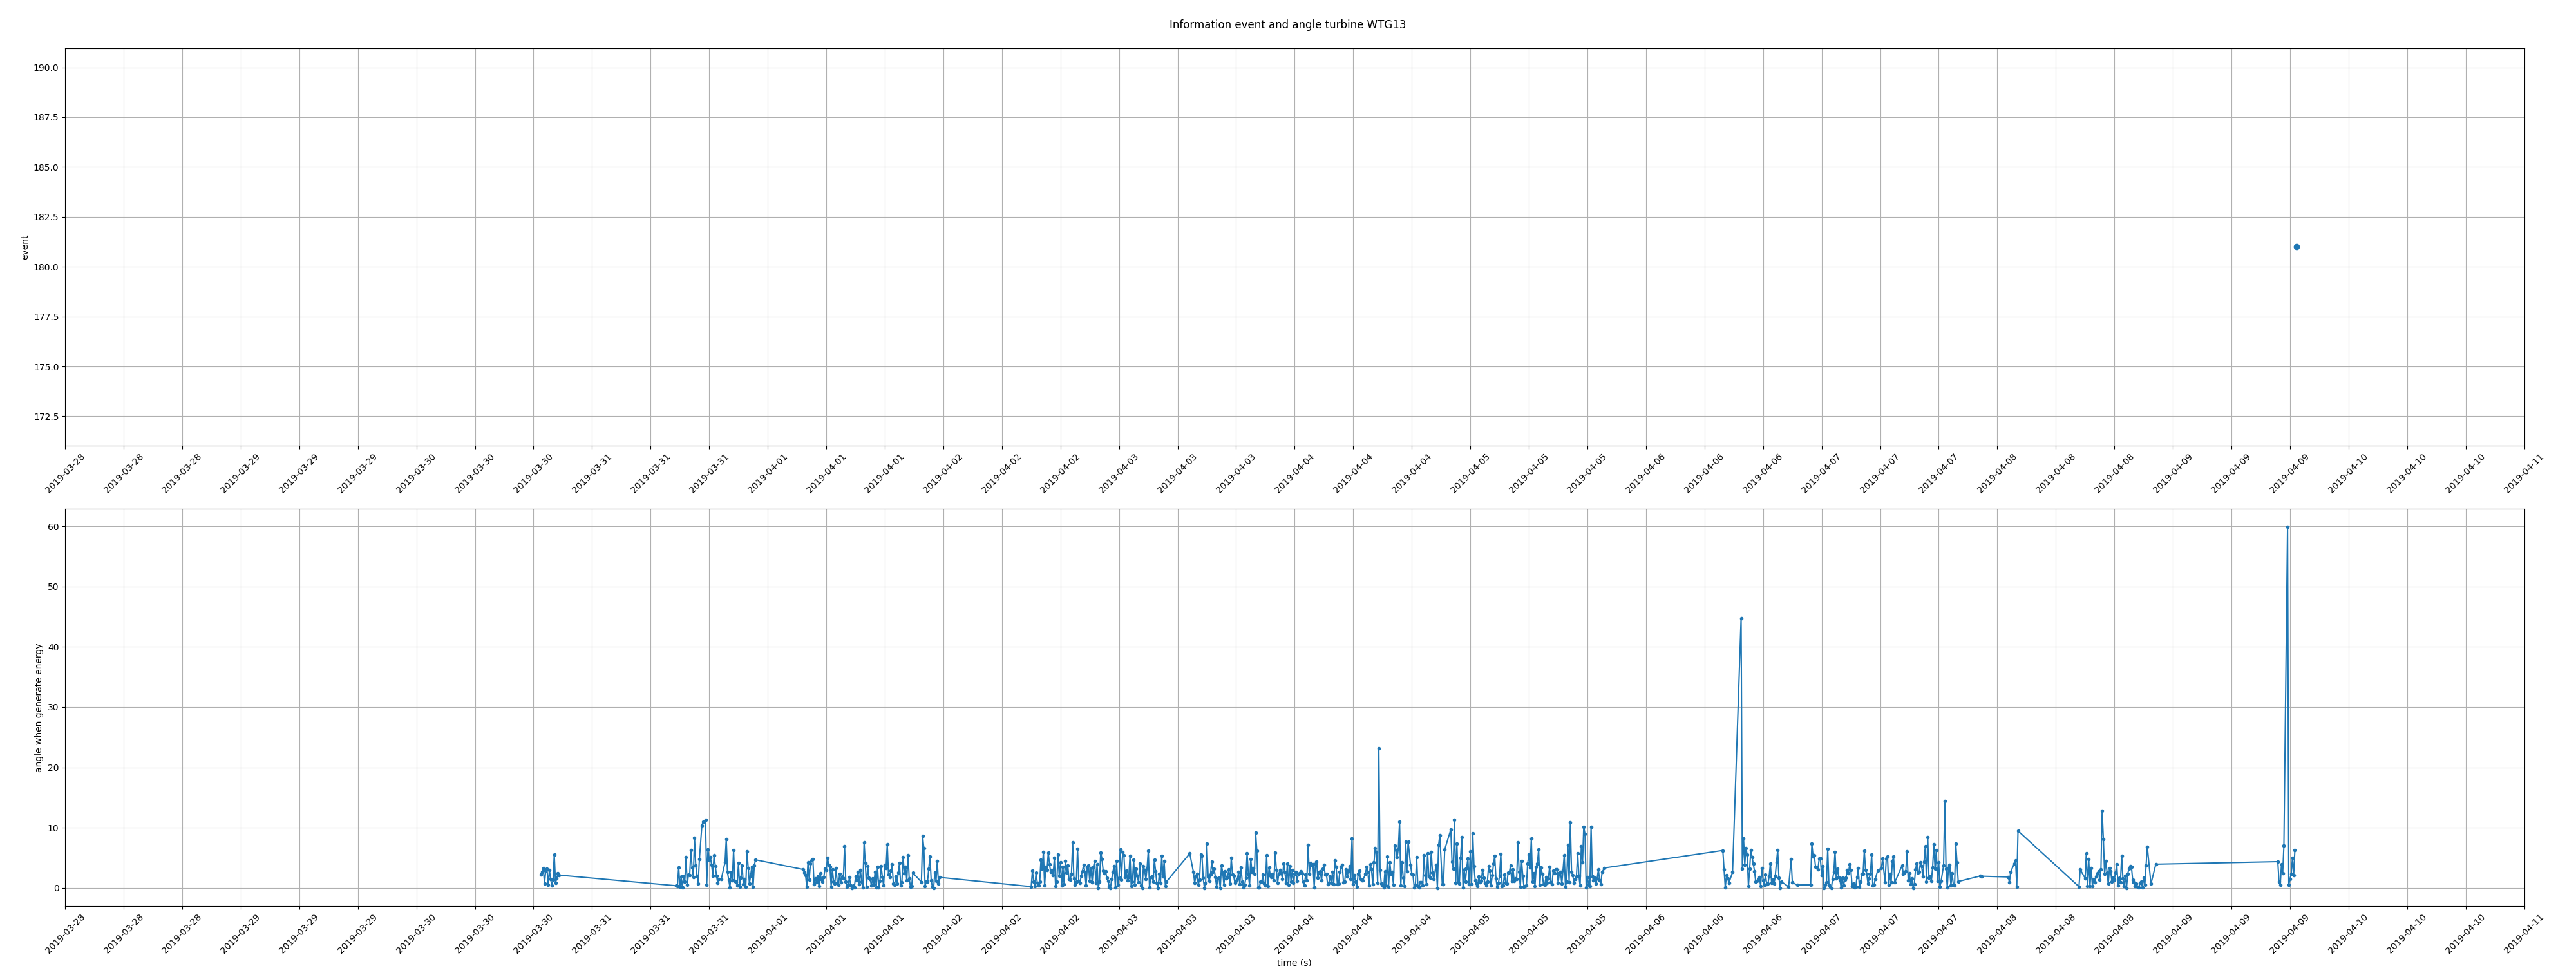 Information event and angle turbine WTG13
190.0
187.5
185.0
182.5
180.0
177.5
175.0
172.5
event
2019-03-28 2019-03-28 2019-03-28 2019-03-29 2019-03-29 2019-03-29 2019-03-30 2019-03-30 2019-03-30 2019-03-31 2019-03-31 2019-03-31 2019-04-01 2019-04-01 2019-04-01 2019-04-02 2019-04-02 2019-04-02 2019-04-03 2019-04-03 2019-04-03 2019-04-04 2019-04-04 2019-04-04 2019-04-05 2019-04-05 2019-04-05 2019-04-06 2019-04-06 2019-04-06 2019-04-07 2019-04-07 2019-04-07 2019-04-08 2019-04-08 2019-04-08 2019-04-09 2019-04-09 2019-04-09 2019-04-10 2019-04-10 2019-04-10 2019-04-11
60
50
40
30
20
10
0
angle when generate energy
2019-03-28 2019-03-28 2019-03-28 2019-03-29 2019-03-29 2019-03-29 2019-03-30 2019-03-30 2019-03-30 2019-03-31 2019-03-31 2019-03-31 2019-04-01 2019-04-01 2019-04-01 2019-04-02 2019-04-02 2019-04-02 2019-04-03 2019-04-03 2019-04-03 2019-04-04 2019-04-04 2019-04-04 2019-04-05 2019-04-05 2019-04-05 2019-04-06 2019-04-06 2019-04-06 2019-04-07 2019-04-07 2019-04-07 2019-04-08 2019-04-08 2019-04-08 2019-04-09 2019-04-09 2019-04-09 2019-04-10 2019-04-10 2019-04-10 2019-04-11
time (s)